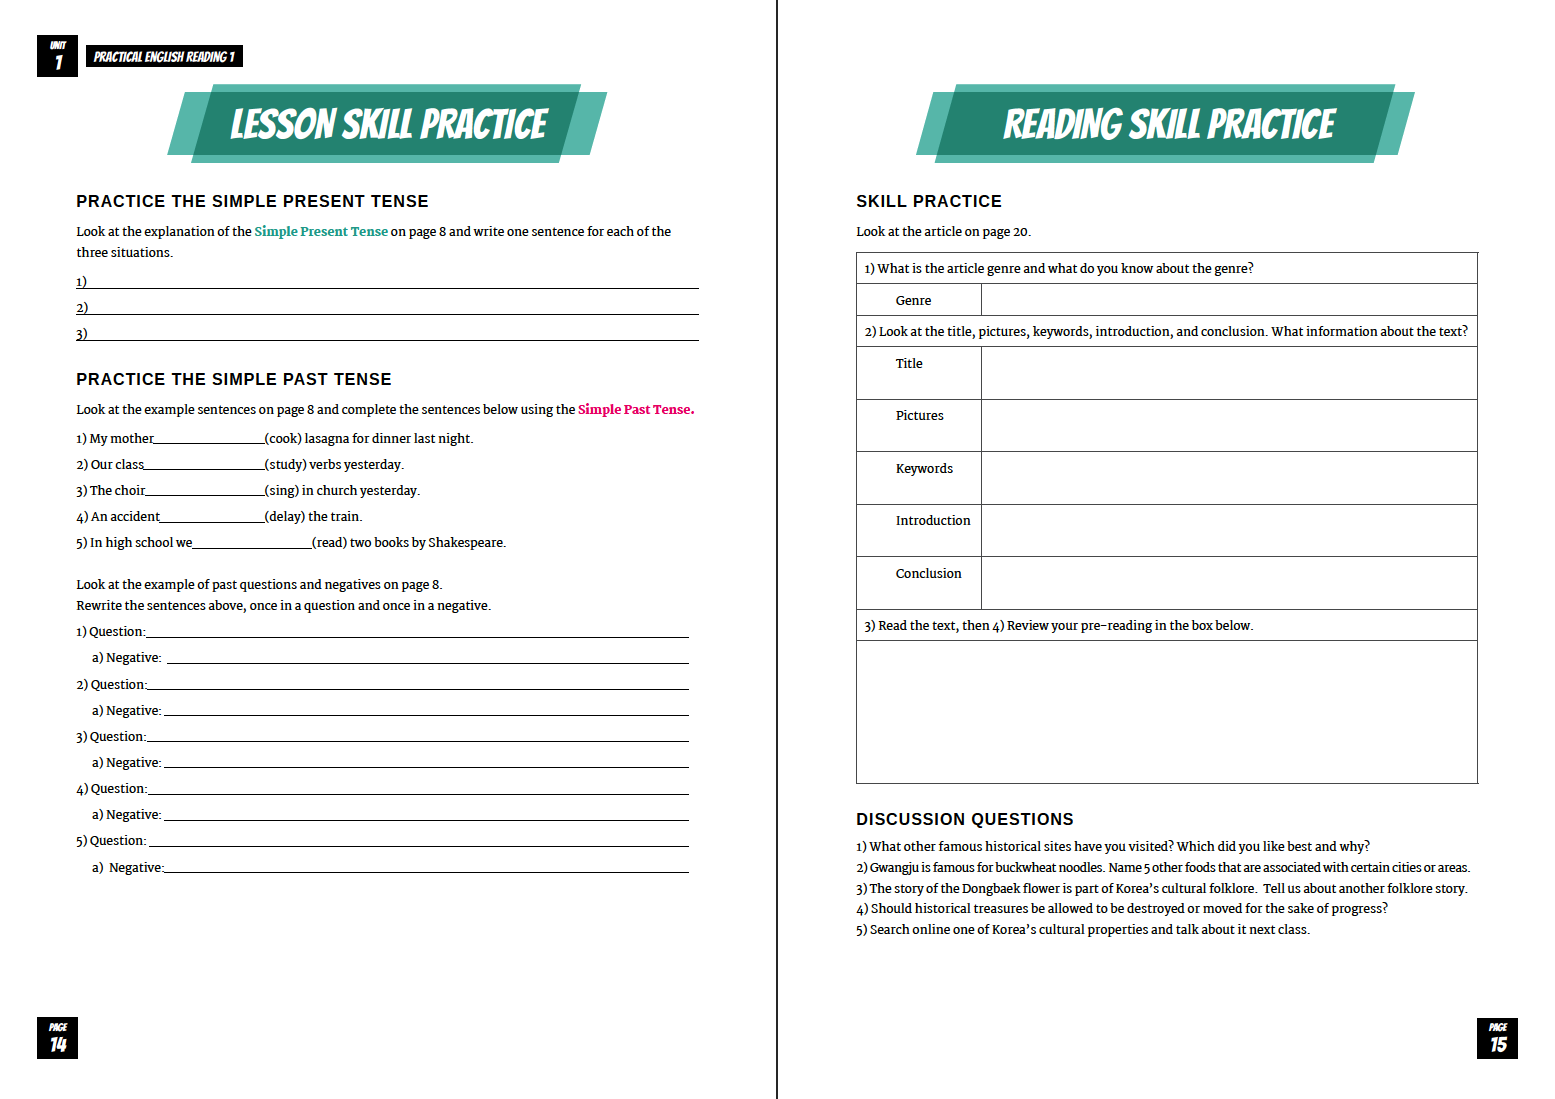 UNIT
1
PRACTICAL ENGLISH READING 1
LESSON SKILL PRACTICE
PRACTICE THE SIMPLE PRESENT TENSE
Look at the explanation of the Simple Present Tense on page 8 and write one sentence for each of the
three situations.
1)
2)
3)
PRACTICE THE SIMPLE PAST TENSE
Look at the example sentences on page 8 and complete the sentences below using the Simple Past Tense.
1) My mother________________(cook) lasagna for dinner last night.
2) Our class________________(study) verbs yesterday.
3) The choir________________(sing) in church yesterday.
4) An accident________________(delay) the train.
5) In high school we________________(read) two books by Shakespeare.
Look at the example of past questions and negatives on page 8.
Rewrite the sentences above, once in a question and once in a negative.
1) Question:
a) Negative:
2) Question:
a) Negative:
3) Question:
a) Negative:
4) Question:
a) Negative:
5) Question:
a) Negative:
PAGE
14
READING SKILL PRACTICE
SKILL PRACTICE
Look at the article on page 20.
1) What is the article genre and what do you know about the genre?
Genre
2) Look at the title, pictures, keywords, introduction, and conclusion. What information about the text?
Title
Pictures
Keywords
Introduction
Conclusion
3) Read the text, then 4) Review your pre-reading in the box below.
DISCUSSION QUESTIONS
1) What other famous historical sites have you visited? Which did you like best and why?
2) Gwangju is famous for buckwheat noodles. Name 5 other foods that are associated with certain cities or areas.
3) The story of the Dongbaek flower is part of Korea's cultural folklore. Tell us about another folklore story.
4) Should historical treasures be allowed to be destroyed or moved for the sake of progress?
5) Search online one of Korea's cultural properties and talk about it next class.
PAGE
15